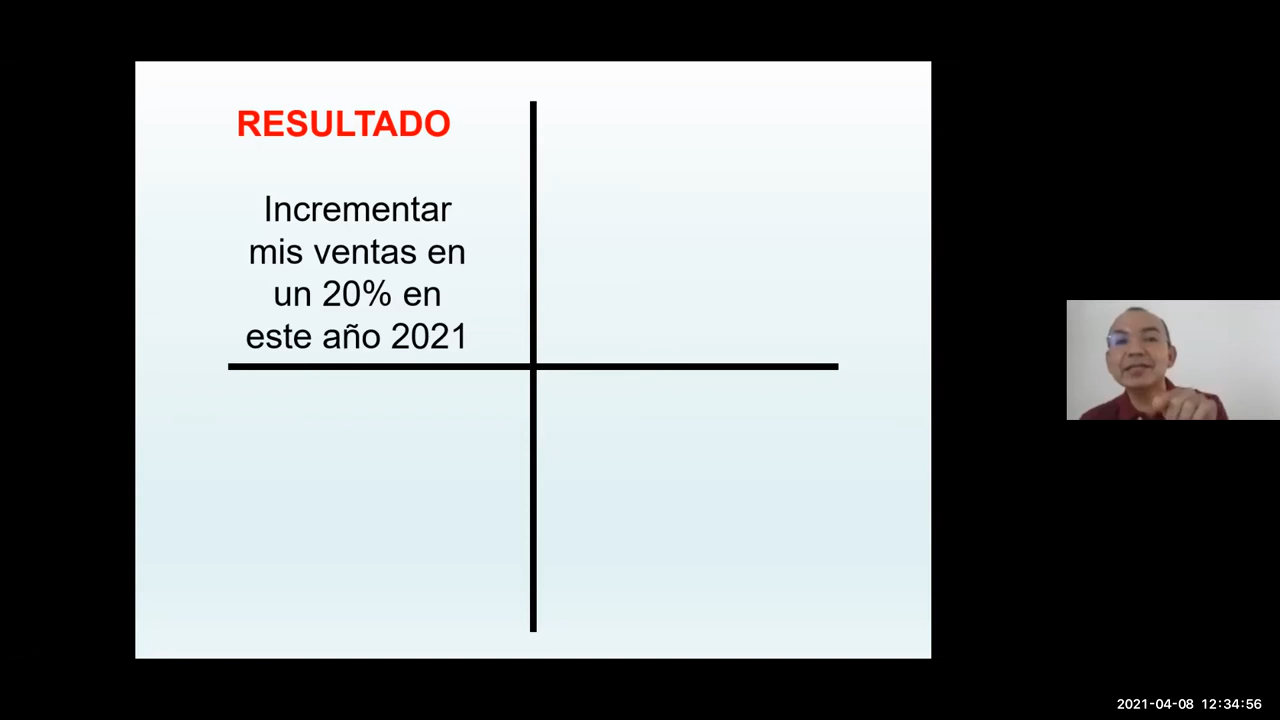 RESULTADO
Incrementar
mis ventas en
un 20% en
este año 2021
2021-04-08 12:34:56